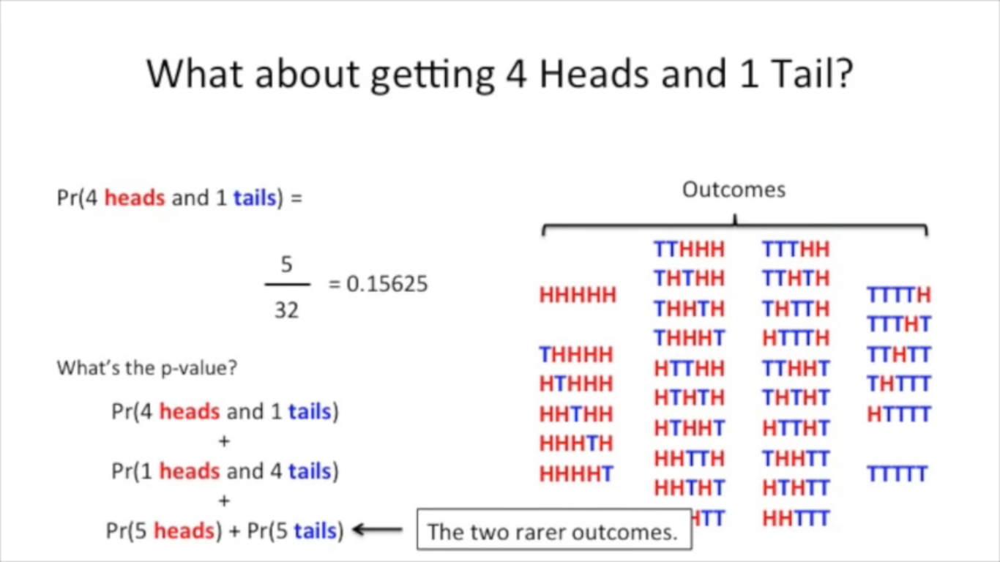 What about getting 4 Heads and 1 Tail?
Pr(4 heads and 1 tails) =
5
32
= 0.15625
What's the p-value?
Pr(4 heads and 1 tails)
+
Pr(1 heads and 4 tails)
+
Pr(5 heads) + Pr(5 tails)
The two rarer outcomes.
Outcomes
HHHHH
THHHH
HTHHH
HHTHH
HHHTH
HHHHT
TTHHH
THTHH
THHTH
THHHT
HTTHH
HTHTH
HTHHT
HHTTH
HHTHT
HTT
TTTHH
TTHTH
THTTH
HTTTH
TTHHT
THTHT
HTTHT
THHTT
HTHTT
HHTTT
TTTTH
TTTHT
TTHTT
THTTT
HTTTT
TTTTT